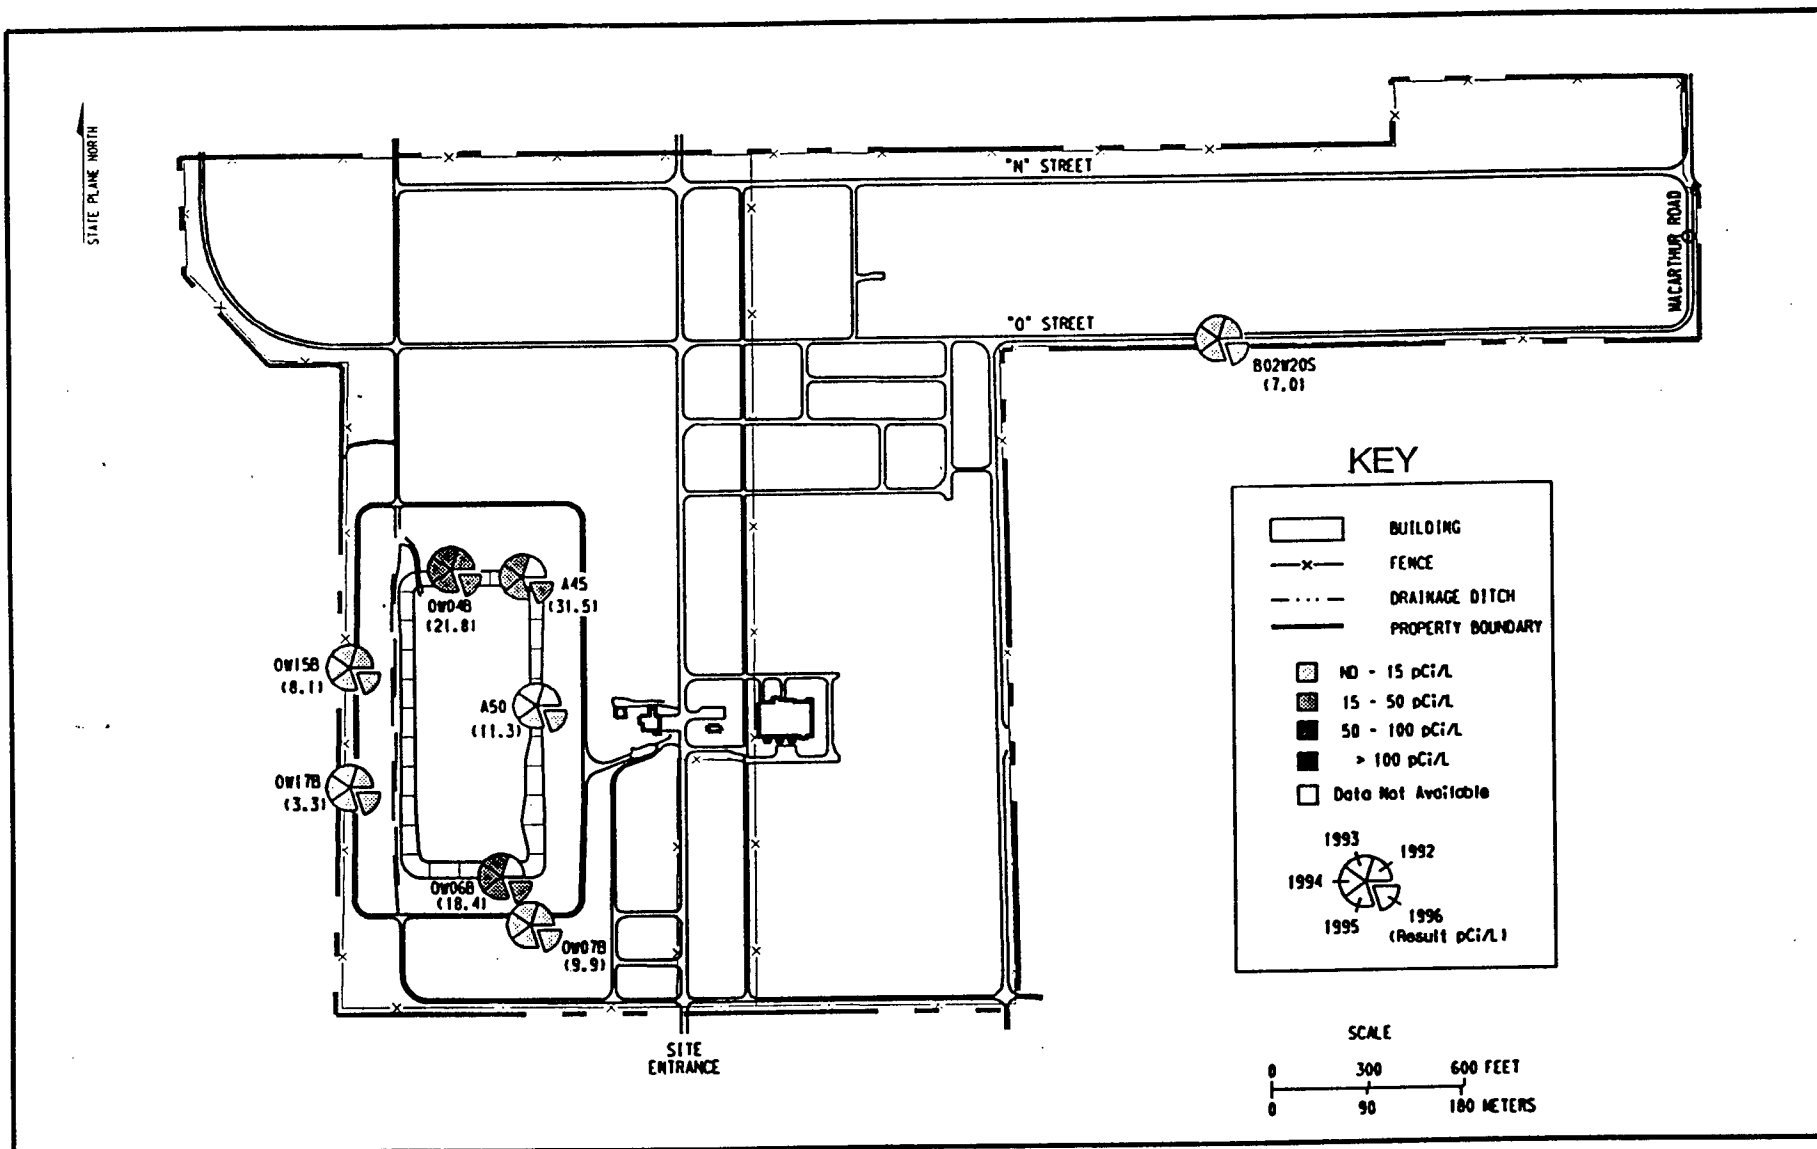 STATE PLANE NORTH
"N" STREET
MACARTHUR ROAD
"O" STREET
B02W20S
(7.0)
KEY
BUILDING
FENCE
DRAINAGE DITCH
PROPERTY BOUNDARY
ND - 15 pCi/L
15 - 50 pCi/L
50 - 100 pCi/L
> 100 pCi/L
Data Not Available
1993
1992
1994
1995
1996
(Result pCi/L)
A45
(31.5)
OW04B
(21.8)
OW15B
(8.1)
A50
(11.3)
OW17B
(3.3)
OW06B
(18.4)
OW07B
(9.9)
SITE
ENTRANCE
SCALE
0 300 600 FEET
0 90 180 METERS